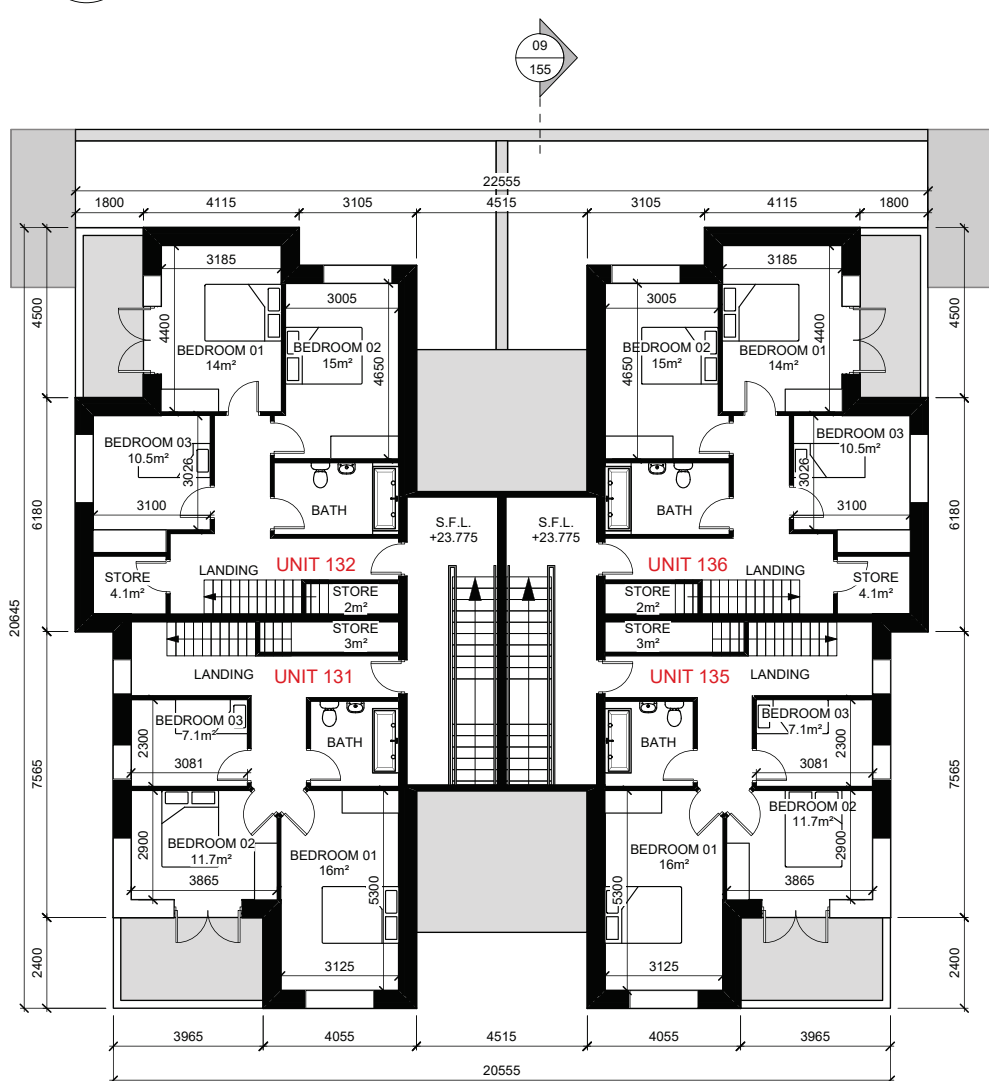 09
155
22555
1800 4115 3105 4515 3105 4115 1800
3185 3185
3005 3005
4500 4400 4650 4650 4400 4500
BEDROOM 01
14m²
BEDROOM 02
15m²
BEDROOM 02
15m²
BEDROOM 01
14m²
BEDROOM 03
10.5m²
BEDROOM 03
10.5m²
3026 3026
3100 3100
6180 6180
BATH BATH
S.F.L.
+23.775
S.F.L.
+23.775
UNIT 132 UNIT 136
LANDING LANDING
STORE
4.1m²
STORE
2m²
STORE
2m²
STORE
4.1m²
20645
STORE
3m²
STORE
3m²
UNIT 131 UNIT 135
LANDING LANDING
BEDROOM 03
7.1m²
BEDROOM 03
7.1m²
2300 2300
BATH BATH
3081 3081
7565 7565
BEDROOM 02
11.7m²
BEDROOM 01
16m²
BEDROOM 01
16m²
BEDROOM 02
11.7m²
2900 5300 5300 2900
3865 3865
3125 3125
2400 2400
3965 4055 4515 4055 3965
20555